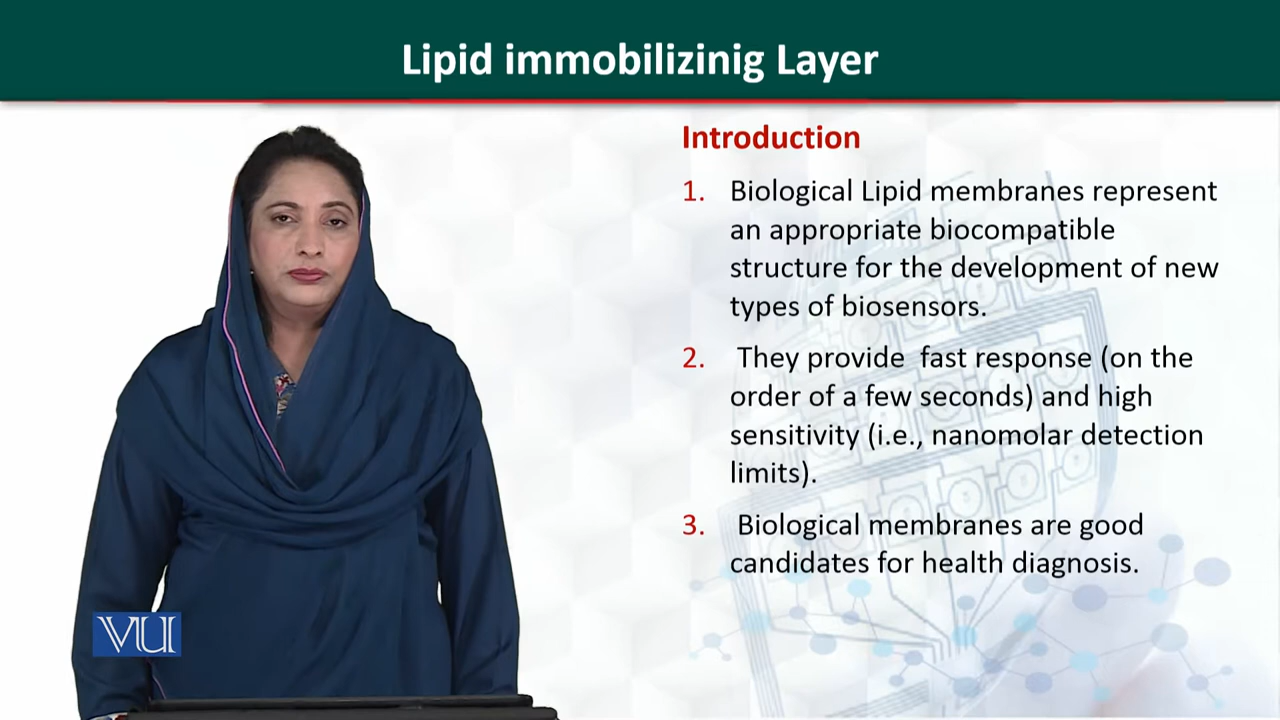 Lipid immobilizinig Layer
Introduction
1. Biological Lipid membranes represent
an appropriate biocompatible
structure for the development of new
types of biosensors.
2. They provide fast response (on the
order of a few seconds) and high
sensitivity (i.e., nanomolar detection
limits).
3. Biological membranes are good
candidates for health diagnosis.
VU